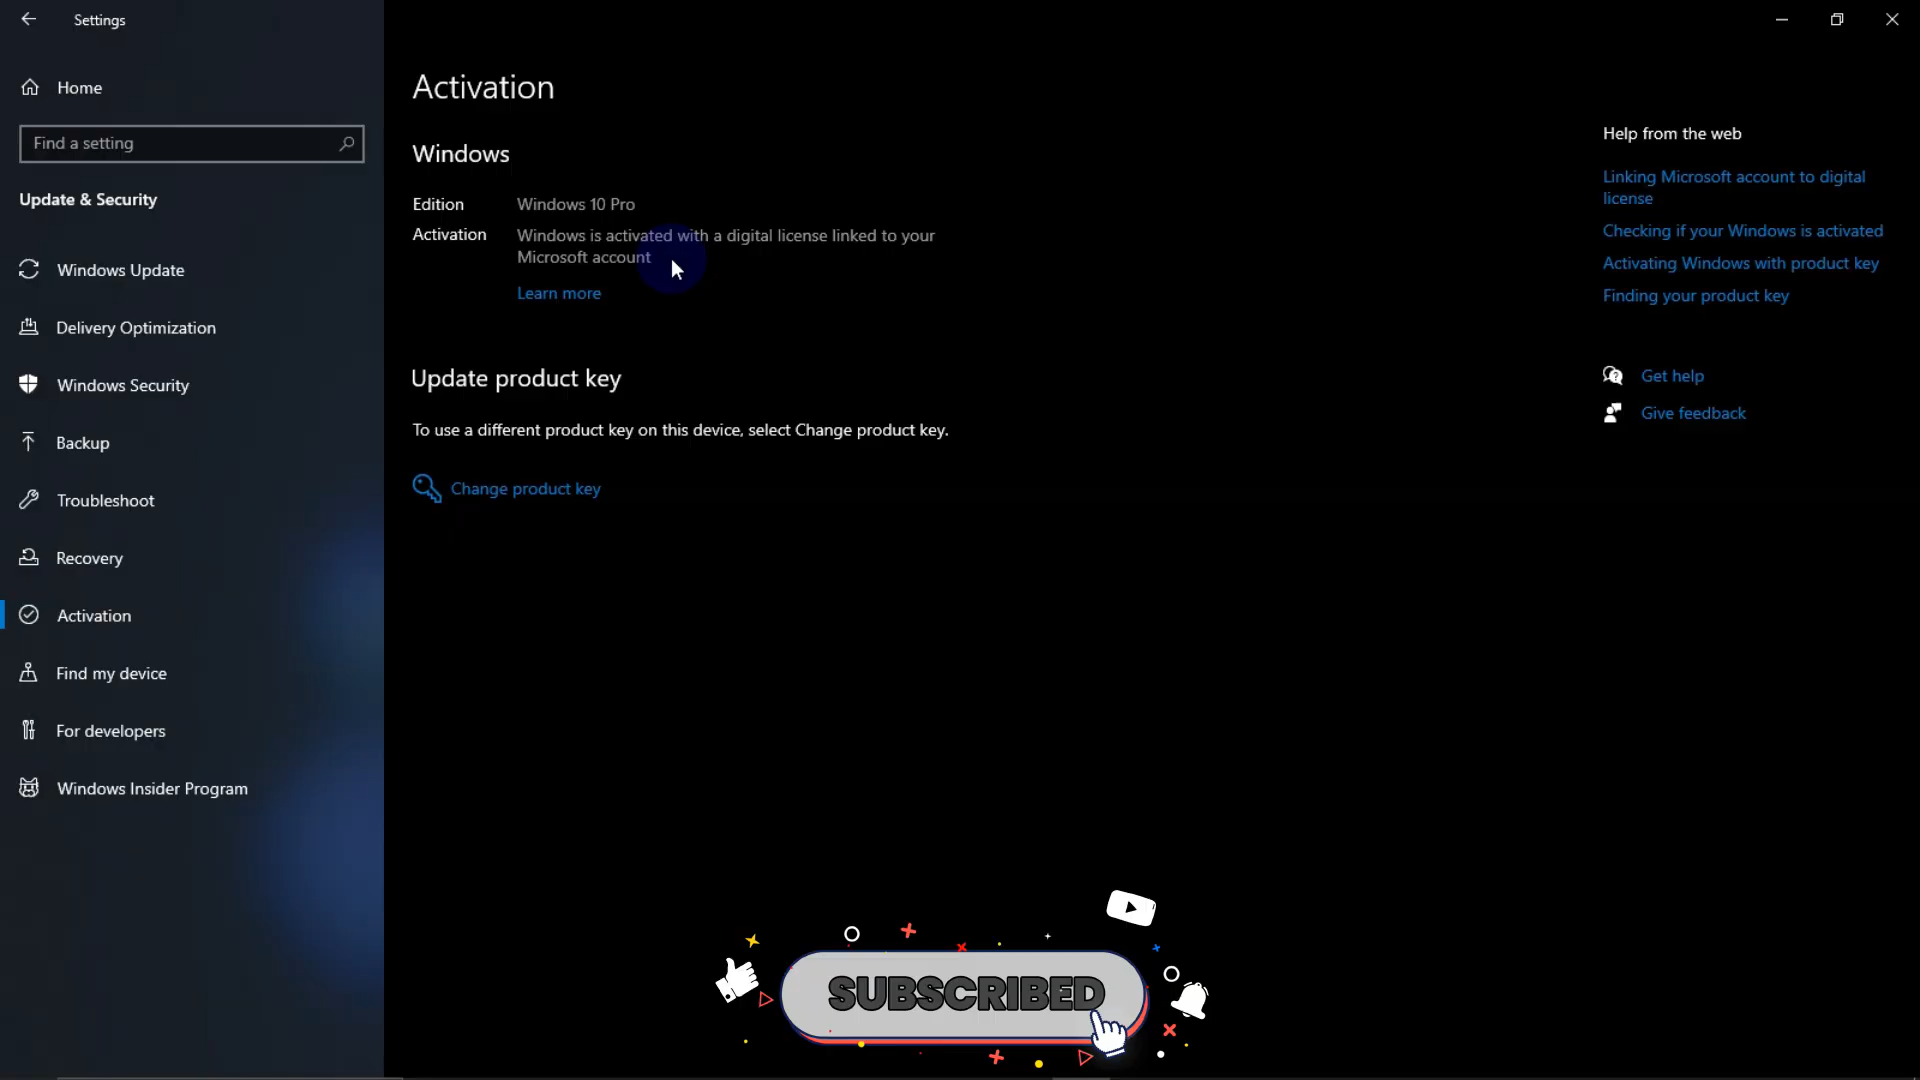 Settings
Home
Find a setting
Update & Security
Windows Update
Delivery Optimization
Windows Security
Backup
Troubleshoot
Recovery
Activation
Find my device
For developers
Windows Insider Program
Activation
Windows
Edition Windows 10 Pro
Activation Windows is activated with a digital license linked to your
Microsoft account
Learn more
Update product key
To use a different product key on this device, select Change product key.
Change product key
Help from the web
Linking Microsoft account to digital
license
Checking if your Windows is activated
Activating Windows with product key
Finding your product key
Get help
Give feedback
SUBSCRIBED